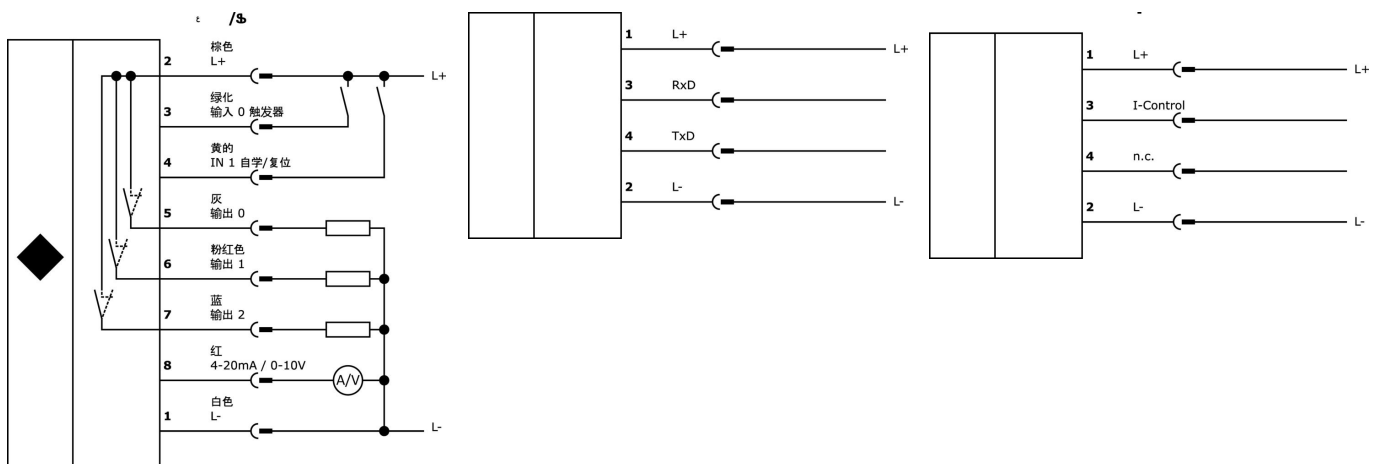 2
棕色
L+
L+
3
绿化
输入 0 触发器
4
黄的
IN 1 自学/复位
5
灰
输出 0
6
粉红色
输出 1
7
蓝
输出 2
8
红
4-20mA / 0-10V
A/V
1
白色
L-
L-
1 L+
L+
3 RxD
4 TxD
2 L-
L-
1 L+
L+
3 I-Control
4 n.c.
2 L-
L-